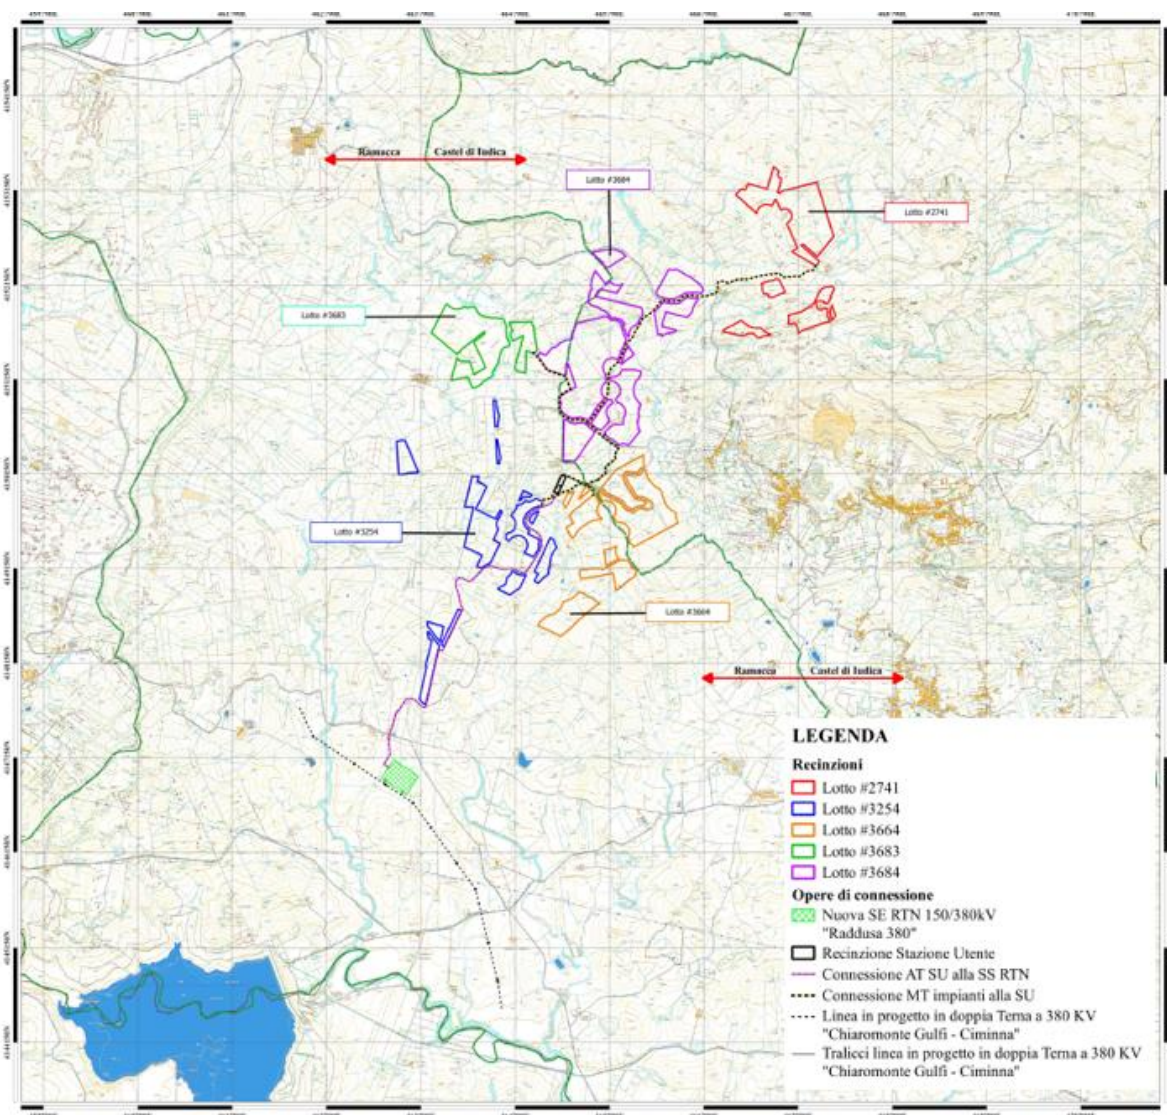 Ramacca Castel di Iudica
Lotto #3684
Lotto #2741
Lotto #3683
Lotto #3254
Lotto #3664
Ramacca Castel di Iudica
LEGENDA
Recinzioni
Lotto #2741
Lotto #3254
Lotto #3664
Lotto #3683
Lotto #3684
Opere di connessione
Nuova SE RTN 150/380kV
"Raddusa 380"
Recinzione Stazione Utente
Connessione AT SU alla SS RTN
Connessione MT impianti alla SU
Linea in progetto in doppia Terna a 380 KV
"Chiaromonte Gulfi - Ciminna"
Tralicci linea in progetto in doppia Terna a 380 KV
"Chiaromonte Gulfi - Ciminna"